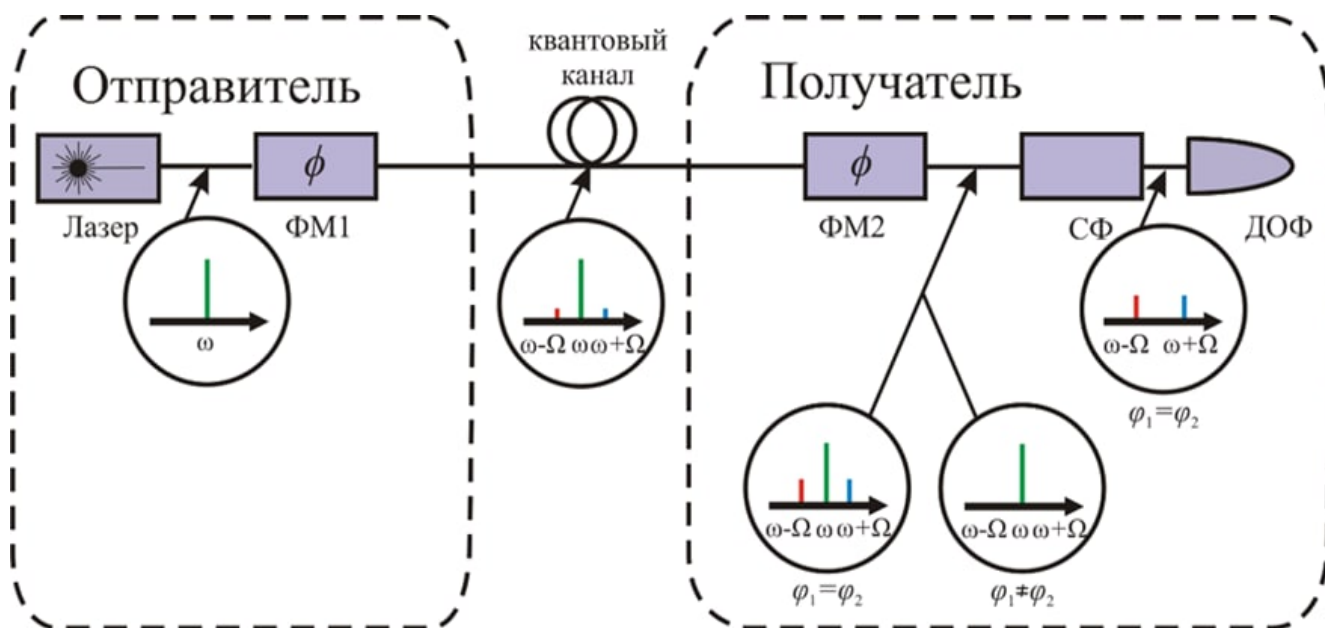 Отправитель
квантовый
канал
Получатель
ϕ
ϕ
Лазер
ФМ1
ФМ2
СФ
ДОФ
ω
ω-Ω ω ω+Ω
ω-Ω ω+Ω
φ₁=φ₂
ω-Ω ω ω+Ω
ω-Ω ω ω+Ω
φ₁=φ₂
φ₁≠φ₂